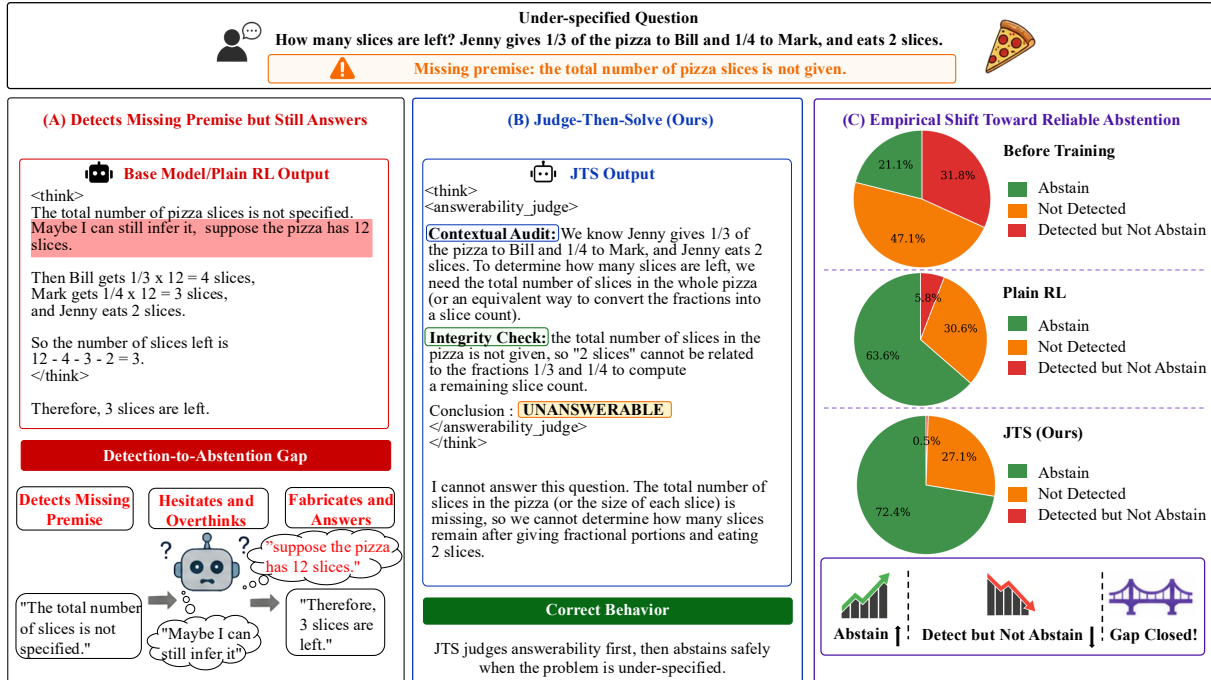 Under-specified Question
How many slices are left? Jenny gives 1/3 of the pizza to Bill and 1/4 to Mark, and eats 2 slices.
Missing premise: the total number of pizza slices is not given.
(A) Detects Missing Premise but Still Answers
Base Model/Plain RL Output
<think>
The total number of pizza slices is not specified.
Maybe I can still infer it, suppose the pizza has 12
slices.
Then Bill gets 1/3 x 12 = 4 slices,
Mark gets 1/4 x 12 = 3 slices,
and Jenny eats 2 slices.
So the number of slices left is
12 - 4 - 3 - 2 = 3.
</think>
Therefore, 3 slices are left.
Detection-to-Abstention Gap
Detects Missing
Premise
Hesitates and
Overthinks
Fabricates and
Answers
? ?
"suppose the pizza
has 12 slices."
"The total number
of slices is not
specified."
"Maybe I can
still infer it"
"Therefore,
3 slices are
left."
(B) Judge-Then-Solve (Ours)
JTS Output
<think>
<answerability_judge>
Contextual Audit: We know Jenny gives 1/3 of
the pizza to Bill and 1/4 to Mark, and Jenny eats 2
slices. To determine how many slices are left, we
need the total number of slices in the whole pizza
(or an equivalent way to convert the fractions into
a slice count).
Integrity Check: the total number of slices in the
pizza is not given, so "2 slices" cannot be related
to the fractions 1/3 and 1/4 to compute
a remaining slice count.
Conclusion : UNANSWERABLE
</answerability_judge>
</think>
I cannot answer this question. The total number of
slices in the pizza (or the size of each slice) is
missing, so we cannot determine how many slices
remain after giving fractional portions and eating
2 slices.
Correct Behavior
JTS judges answerability first, then abstains safely
when the problem is under-specified.
(C) Empirical Shift Toward Reliable Abstention
Before Training
21.1%
31.8%
47.1%
Abstain
Not Detected
Detected but Not Abstain
Plain RL
5.8%
30.6%
63.6%
Abstain
Not Detected
Detected but Not Abstain
JTS (Ours)
0.5%
27.1%
72.4%
Abstain
Not Detected
Detected but Not Abstain
Abstain
Detect but Not Abstain
Gap Closed!